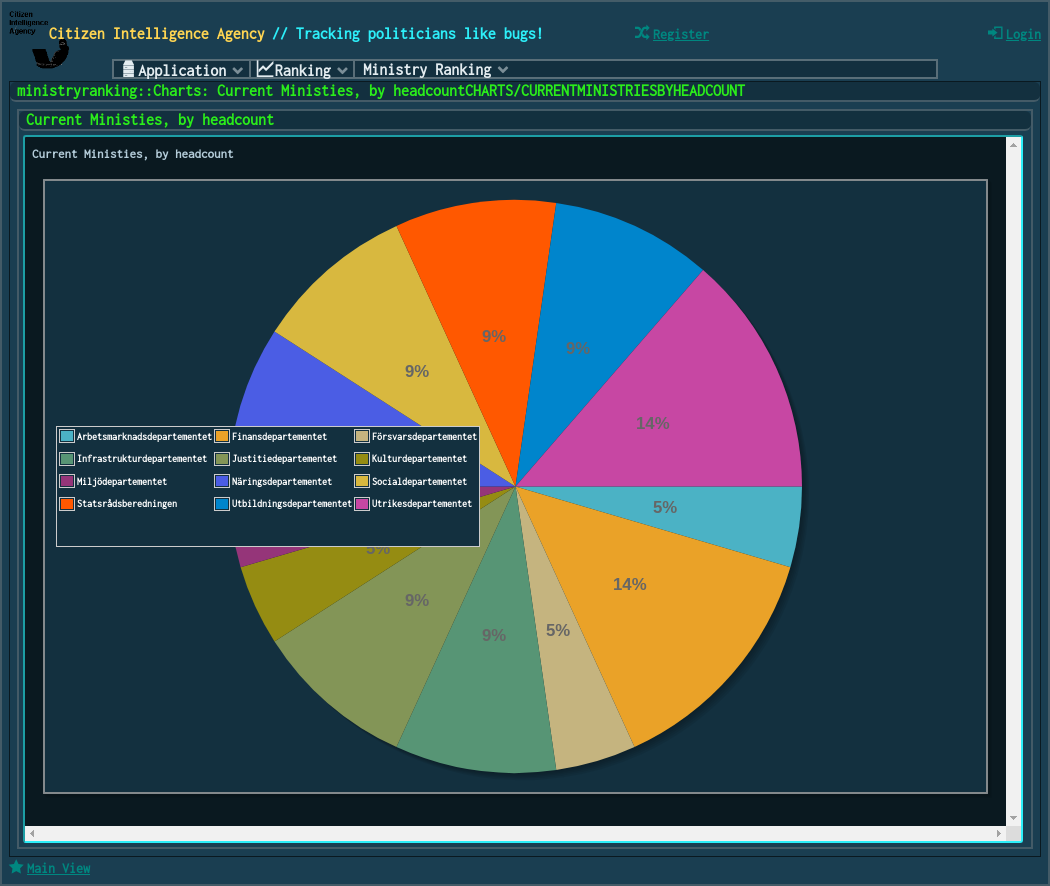 Citizen
Intelligence
Agency
Citizen Intelligence Agency // Tracking politicians like bugs!
Register
Login
Application
Ranking
Ministry Ranking
ministryranking::Charts: Current Ministies, by headcountCHARTS/CURRENTMINISTRIESBYHEADCOUNT
Current Ministies, by headcount
Current Ministies, by headcount
9%
9%
9%
14%
Arbetsmarknadsdepartementet Finansdepartementet Försvarsdepartementet
Infrastrukturdepartementet Justitiedepartementet Kulturdepartementet
Miljödepartementet Näringsdepartementet Socialdepartementet
Statsrådsberedningen Utbildningsdepartementet Utrikesdepartementet
5%
5%
14%
9%
5%
9%
Main View